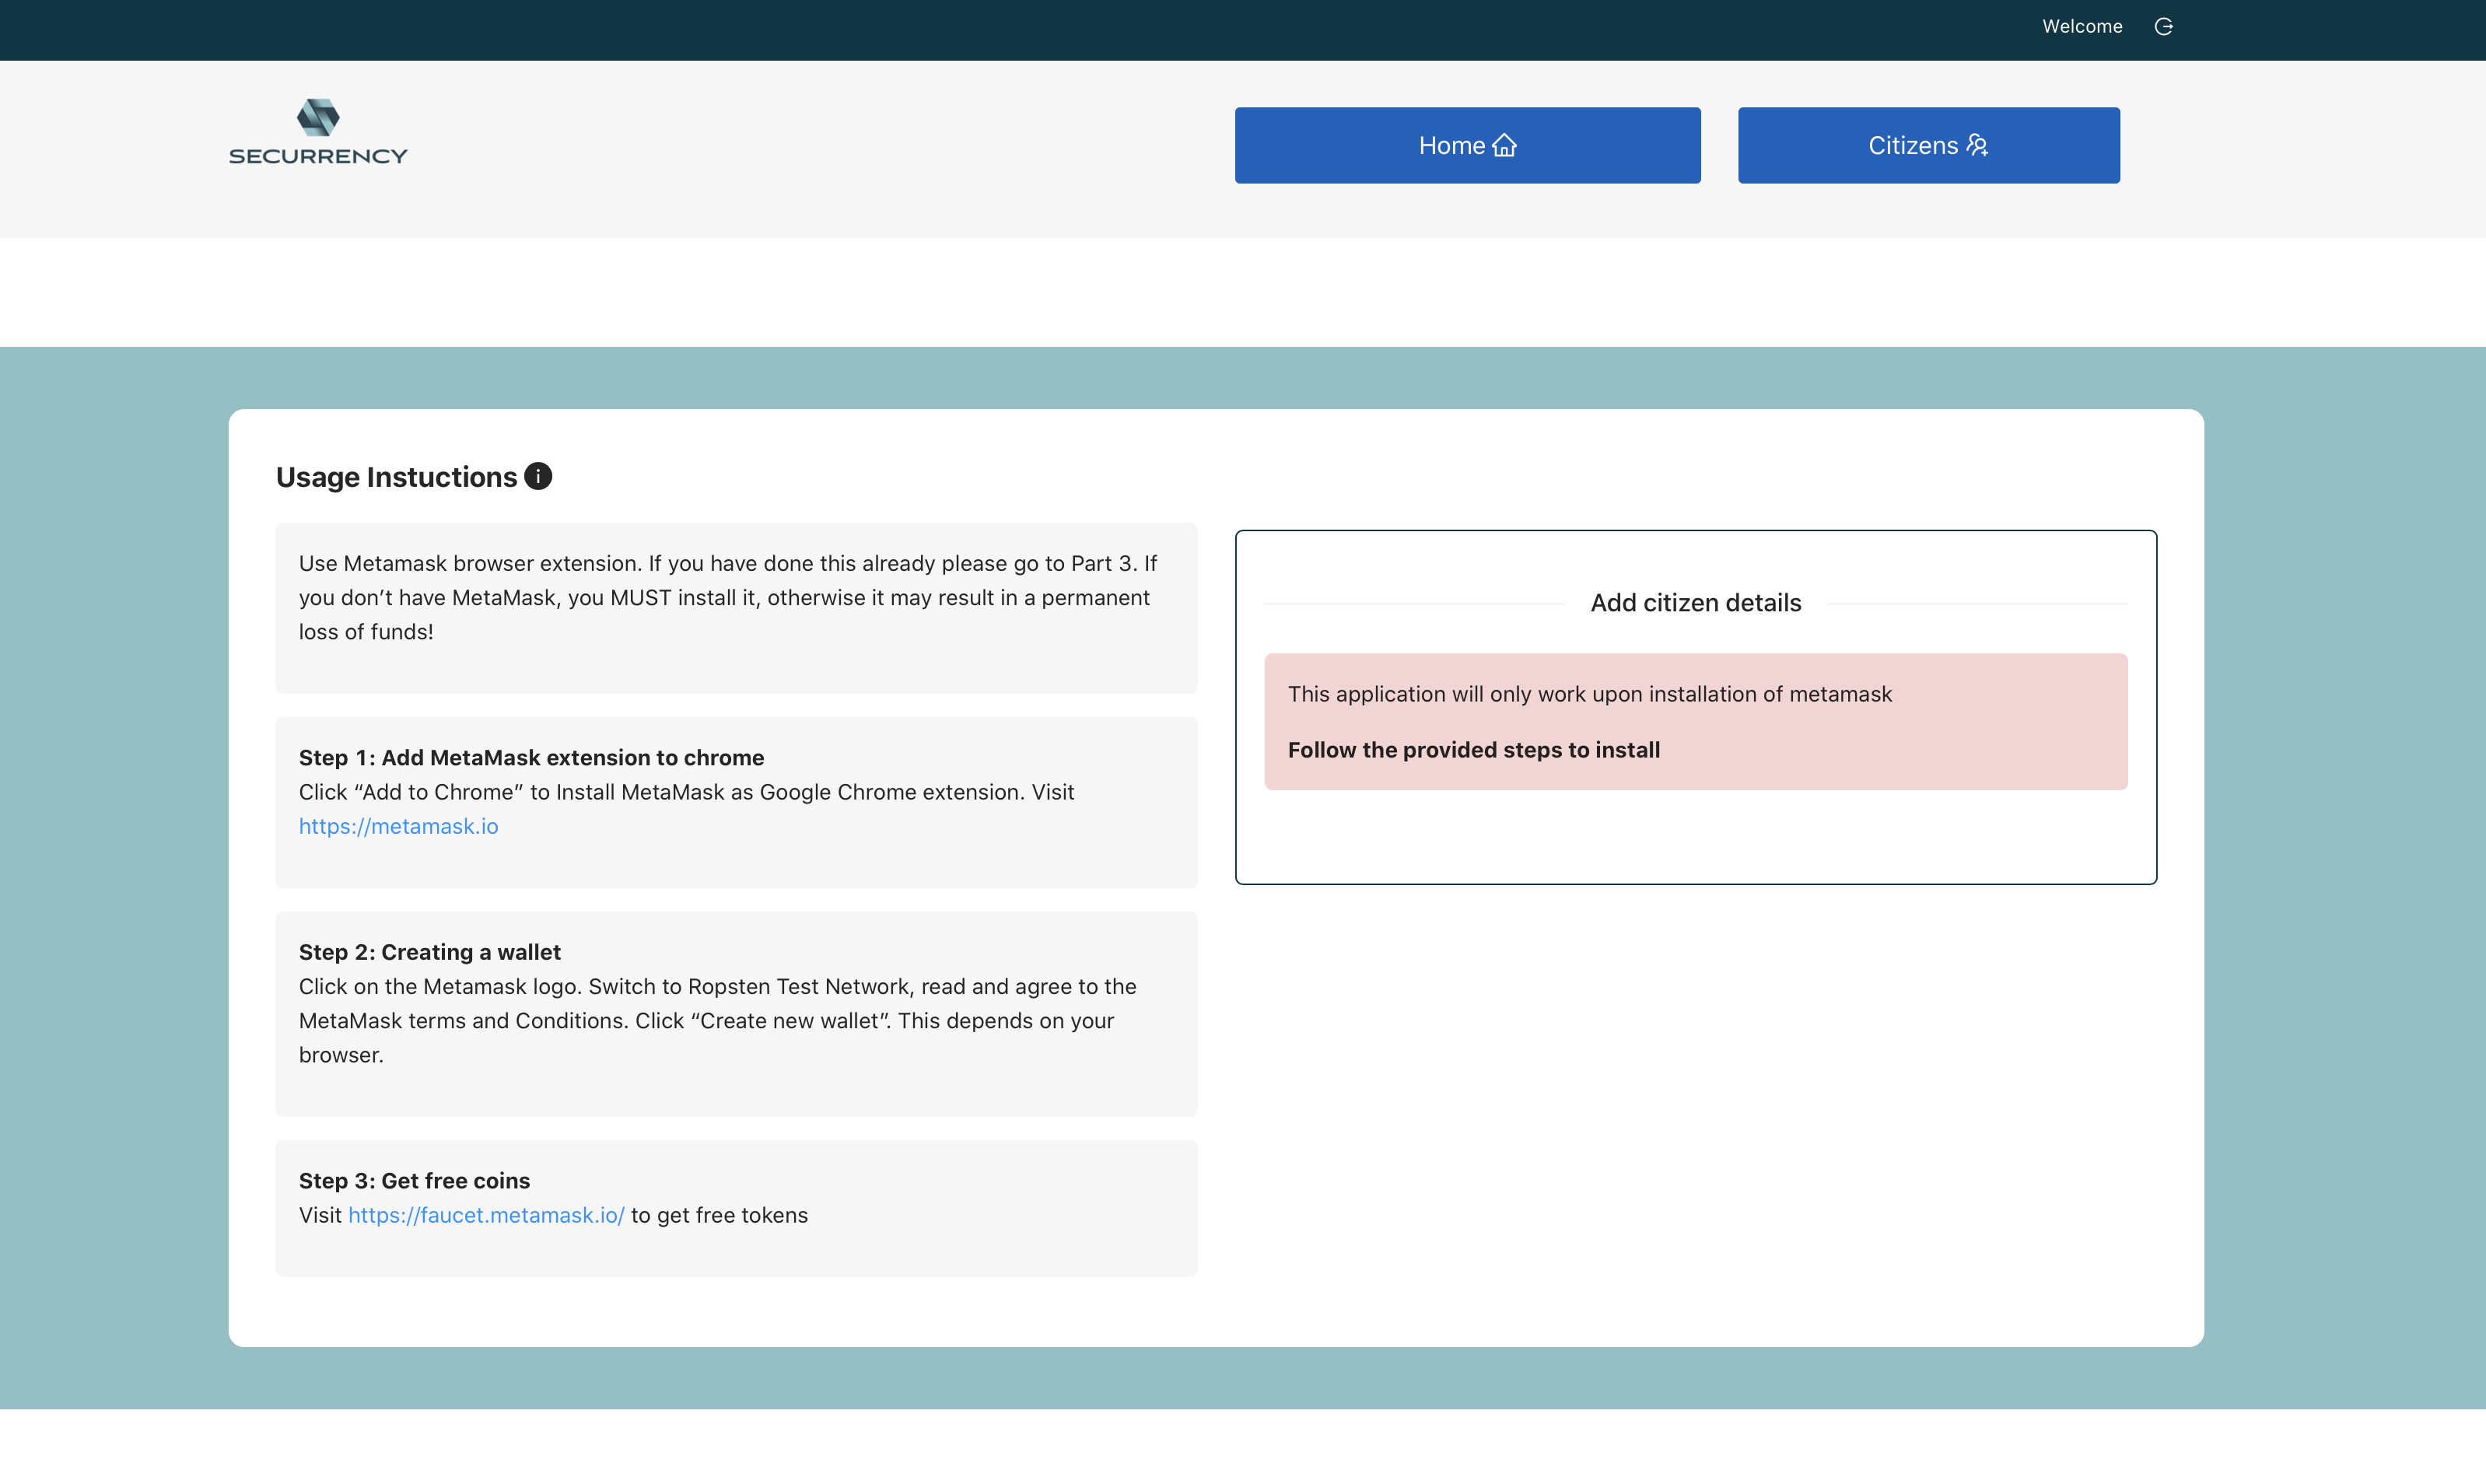 Welcome
SECURRENCY
Home
Citizens
Usage Instuctions
Use Metamask browser extension. If you have done this already please go to Part 3. If
you don’t have MetaMask, you MUST install it, otherwise it may result in a permanent
loss of funds!
Step 1: Add MetaMask extension to chrome
Click “Add to Chrome” to Install MetaMask as Google Chrome extension. Visit
https://metamask.io
Step 2: Creating a wallet
Click on the Metamask logo. Switch to Ropsten Test Network, read and agree to the
MetaMask terms and Conditions. Click “Create new wallet”. This depends on your
browser.
Step 3: Get free coins
Visit https://faucet.metamask.io/ to get free tokens
Add citizen details
This application will only work upon installation of metamask
Follow the provided steps to install